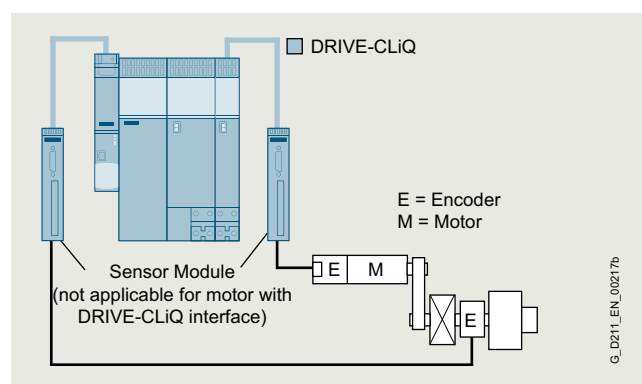 DRIVE-CLiQ
E = Encoder
M = Motor
Sensor Module
(not applicable for motor with
DRIVE-CLiQ interface)
E M
E
G_D211_EN_00217b